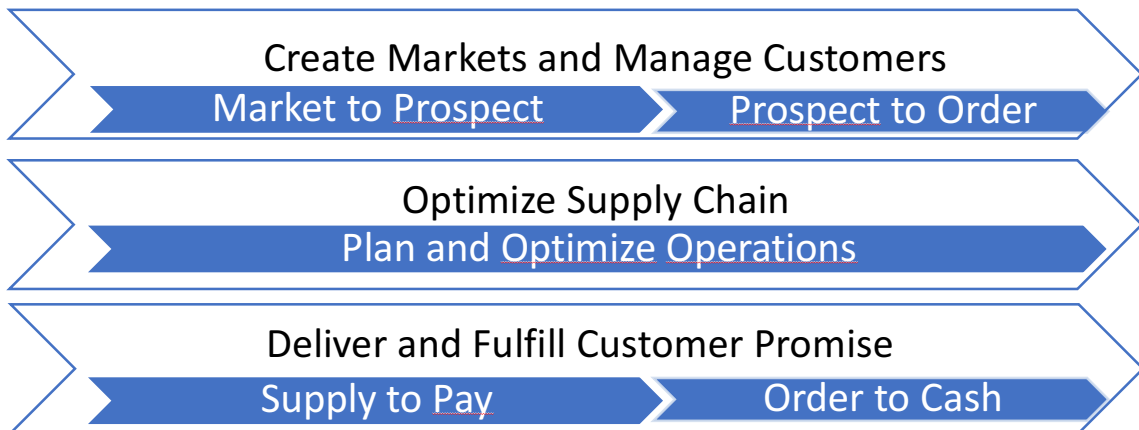 Create Markets and Manage Customers
Market to Prospect
Prospect to Order
Optimize Supply Chain
Plan and Optimize Operations
Deliver and Fulfill Customer Promise
Supply to Pay
Order to Cash